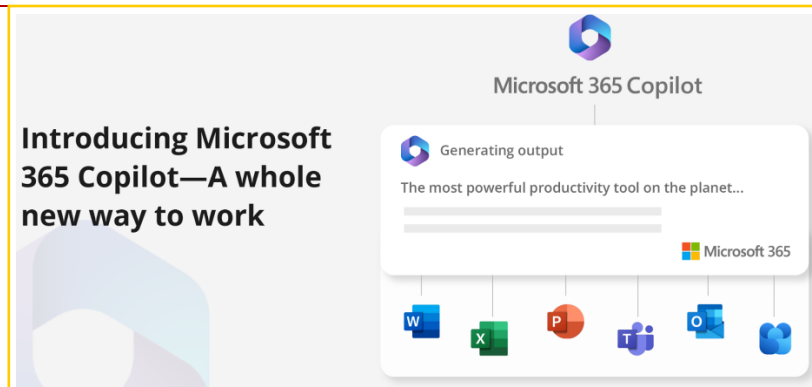 Introducing Microsoft
365 Copilot—A whole
new way to work
Microsoft 365 Copilot
Generating output
The most powerful productivity tool on the planet...
Microsoft 365
W
X
P
T
O